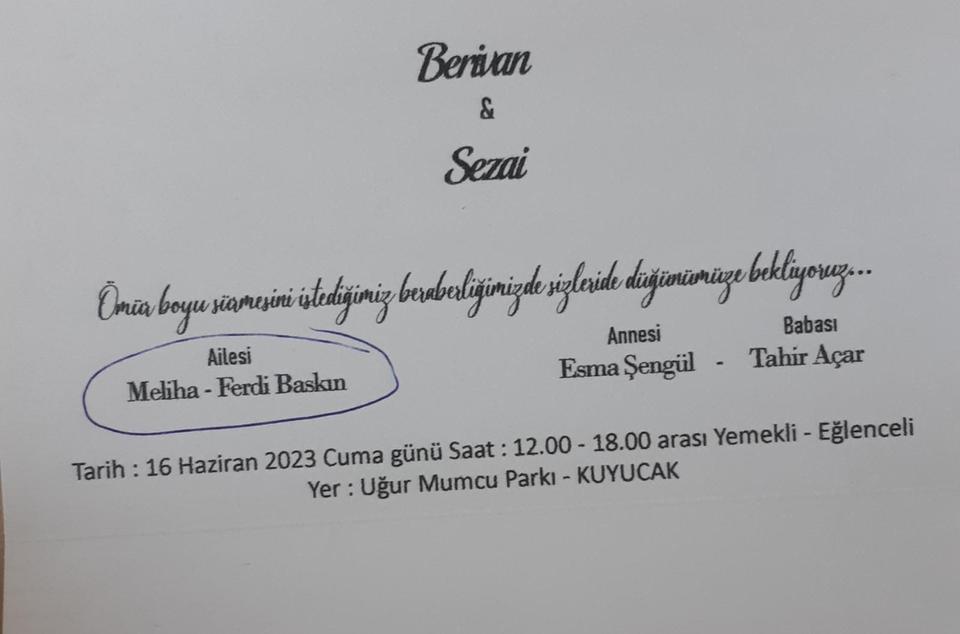 Berivan
&
Sezai
Ömür boyu sürmesini istediğimiz beraberliğimizde sizleride düğünümüze bekliyoruz...
Ailesi
Meliha - Ferdi Baskın
Annesi Babası
Esma Şengül - Tahir Açar
Tarih : 16 Haziran 2023 Cuma günü Saat : 12.00 - 18.00 arası Yemekli - Eğlenceli
Yer : Uğur Mumcu Parkı - KUYUCAK